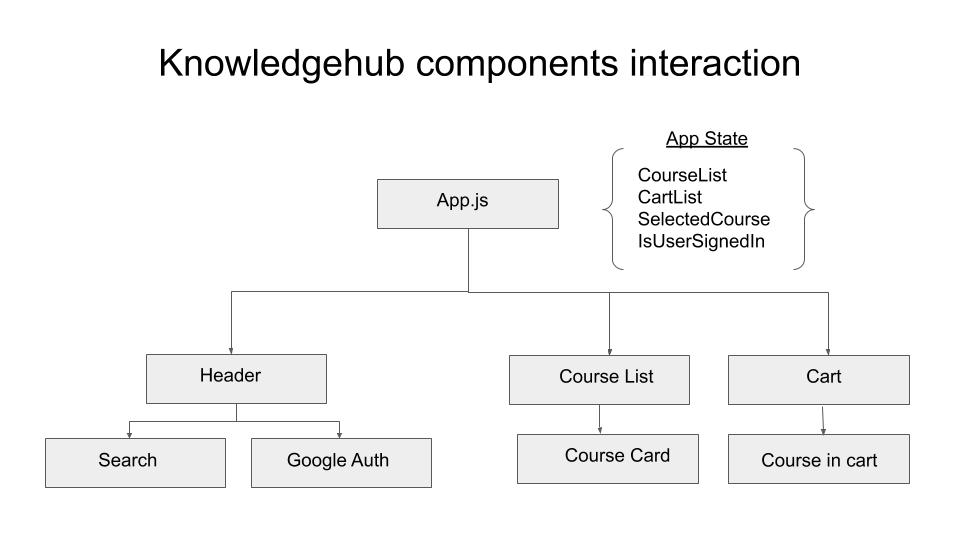 Knowledgehub components interaction
App State
CourseList
CartList
SelectedCourse
IsUserSignedIn
App.js
Header
Course List
Cart
Search
Google Auth
Course Card
Course in cart